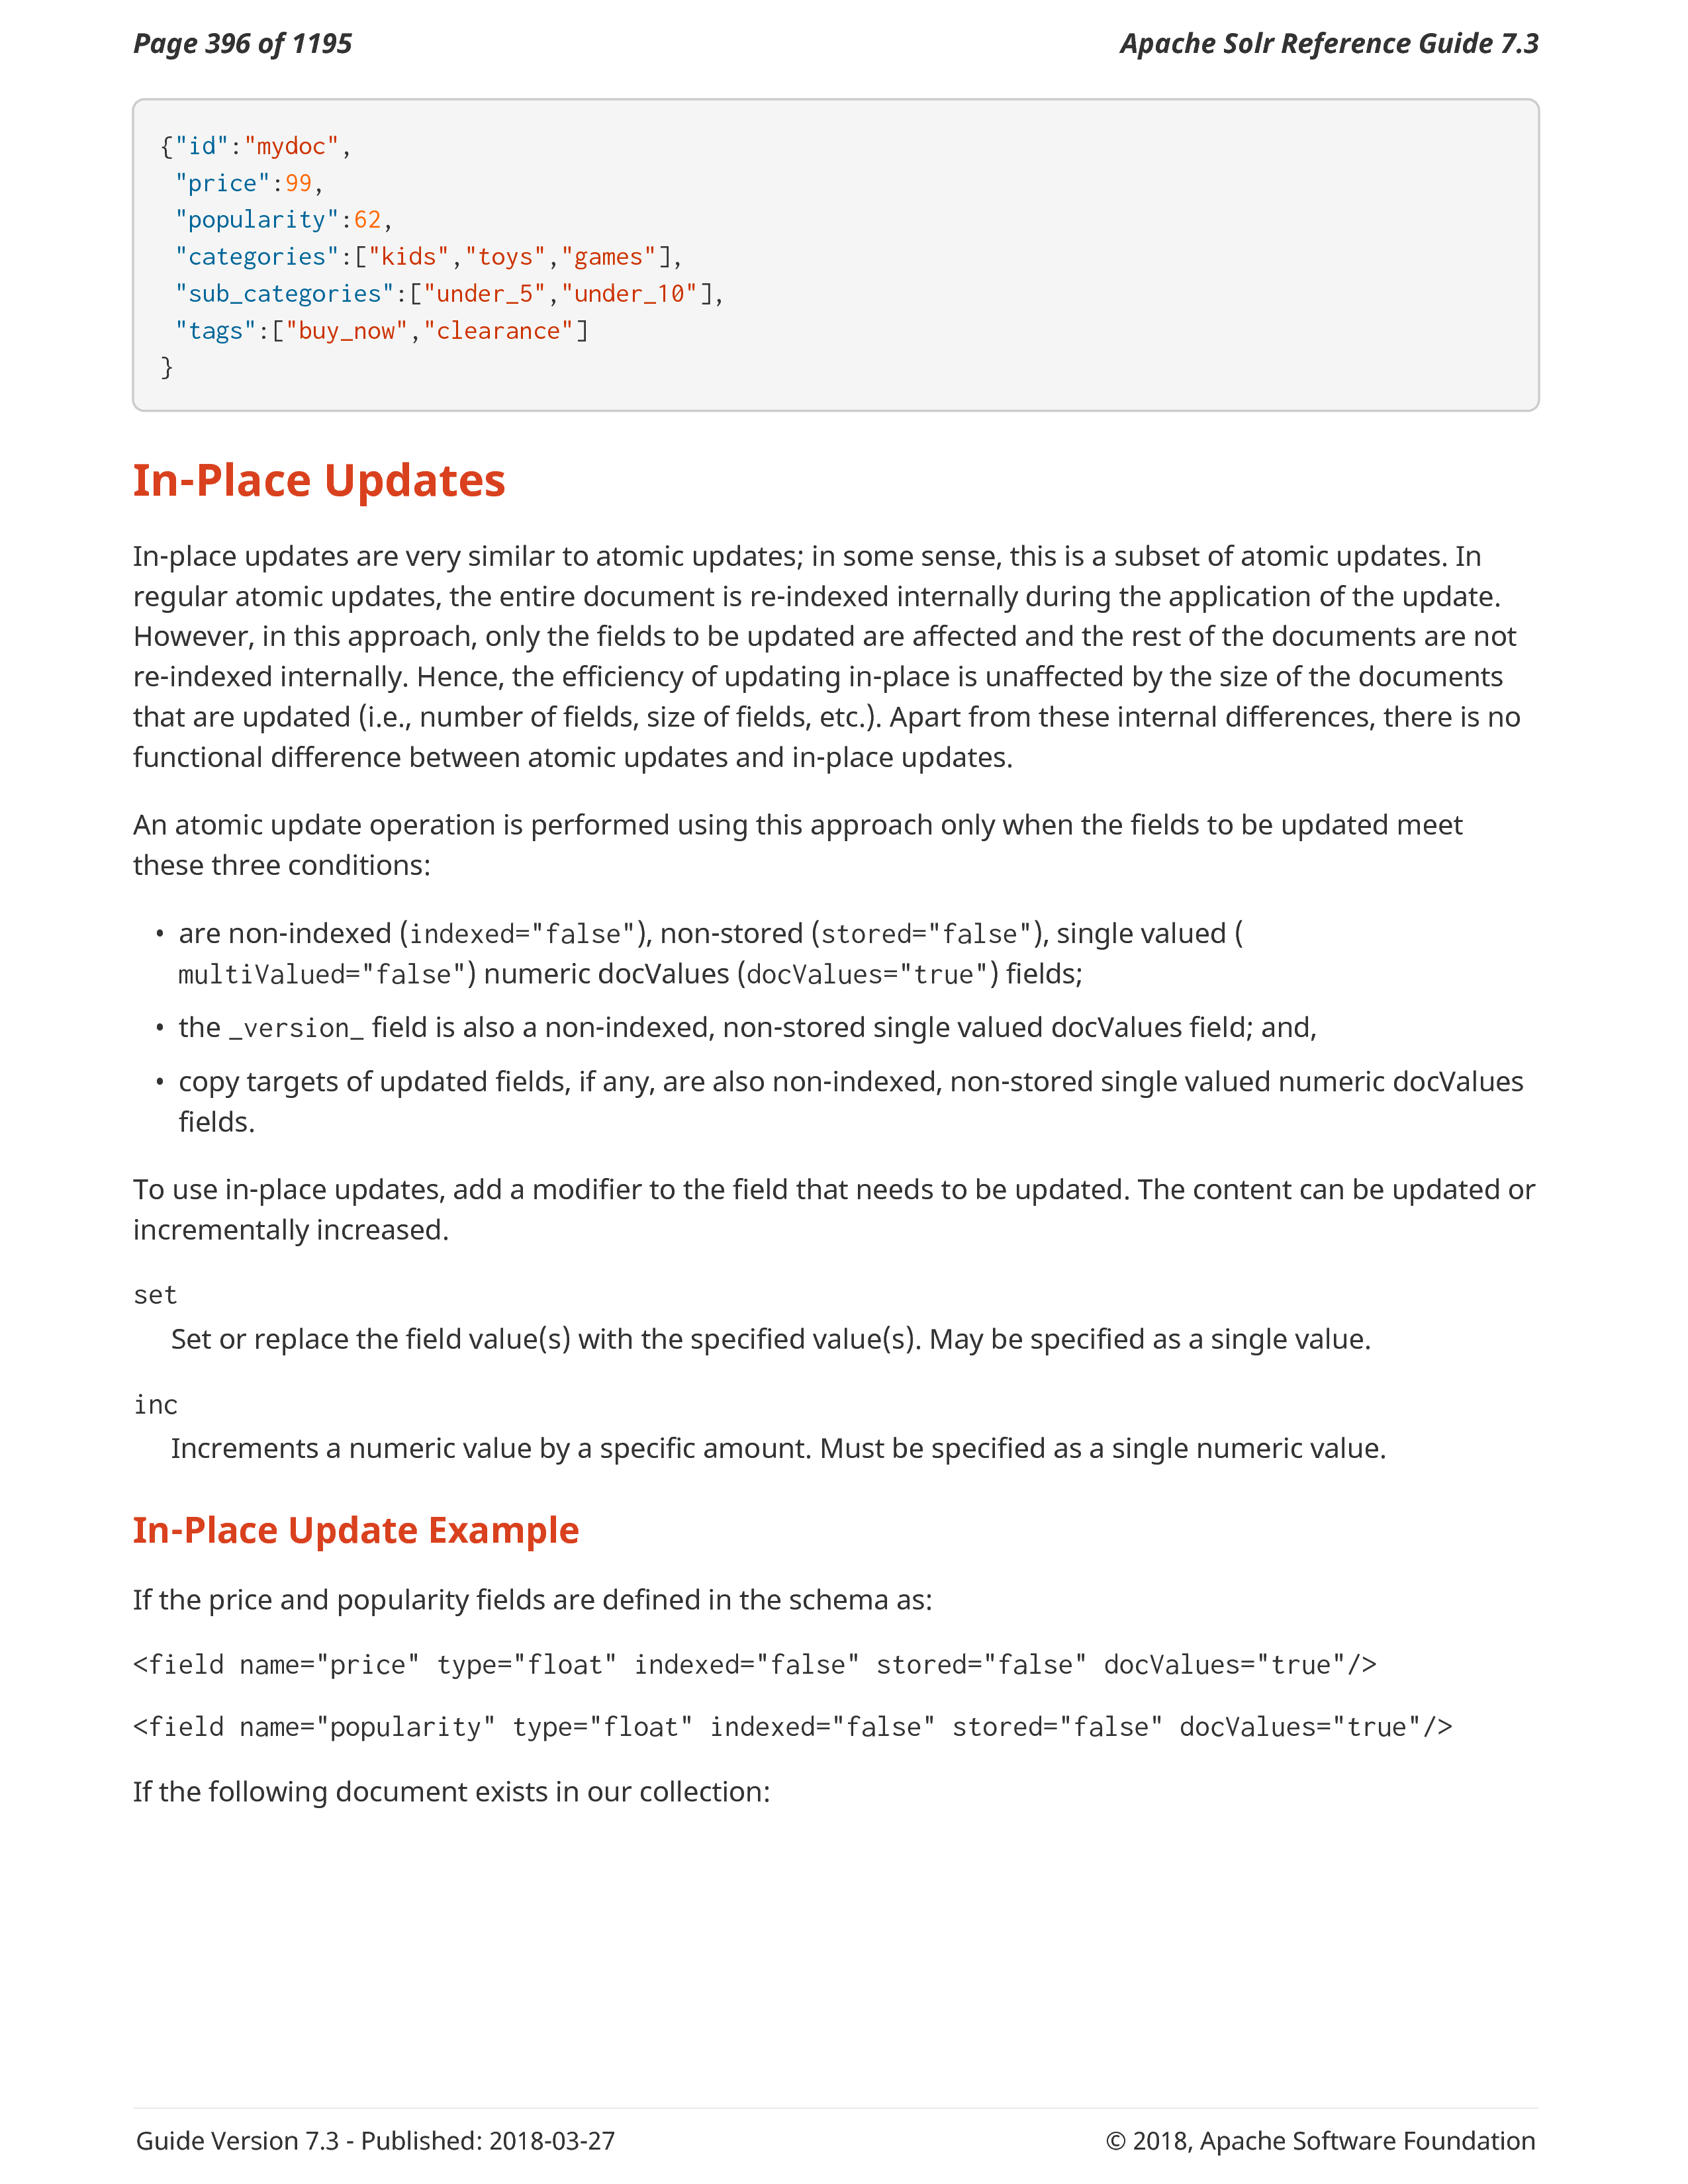 Page 396 of 1195
Apache Solr Reference Guide 7.3
{"id":"mydoc",
 "price":99,
 "popularity":62,
 "categories":["kids","toys","games"],
 "sub_categories":["under_5","under_10"],
 "tags":["buy_now","clearance"]
}
In-Place Updates
In-place updates are very similar to atomic updates; in some sense, this is a subset of atomic updates. In
regular atomic updates, the entire document is re-indexed internally during the application of the update.
However, in this approach, only the fields to be updated are affected and the rest of the documents are not
re-indexed internally. Hence, the efficiency of updating in-place is unaffected by the size of the documents
that are updated (i.e., number of fields, size of fields, etc.). Apart from these internal differences, there is no
functional difference between atomic updates and in-place updates.
An atomic update operation is performed using this approach only when the fields to be updated meet
these three conditions:
• are non-indexed (indexed="false"), non-stored (stored="false"), single valued (
multiValued="false") numeric docValues (docValues="true") fields;
• the _version_ field is also a non-indexed, non-stored single valued docValues field; and,
• copy targets of updated fields, if any, are also non-indexed, non-stored single valued numeric docValues
fields.
To use in-place updates, add a modifier to the field that needs to be updated. The content can be updated or
incrementally increased.
set
Set or replace the field value(s) with the specified value(s). May be specified as a single value.
inc
Increments a numeric value by a specific amount. Must be specified as a single numeric value.
In-Place Update Example
If the price and popularity fields are defined in the schema as:
<field name="price" type="float" indexed="false" stored="false" docValues="true"/>
<field name="popularity" type="float" indexed="false" stored="false" docValues="true"/>
If the following document exists in our collection:
Guide Version 7.3 - Published: 2018-03-27
© 2018, Apache Software Foundation